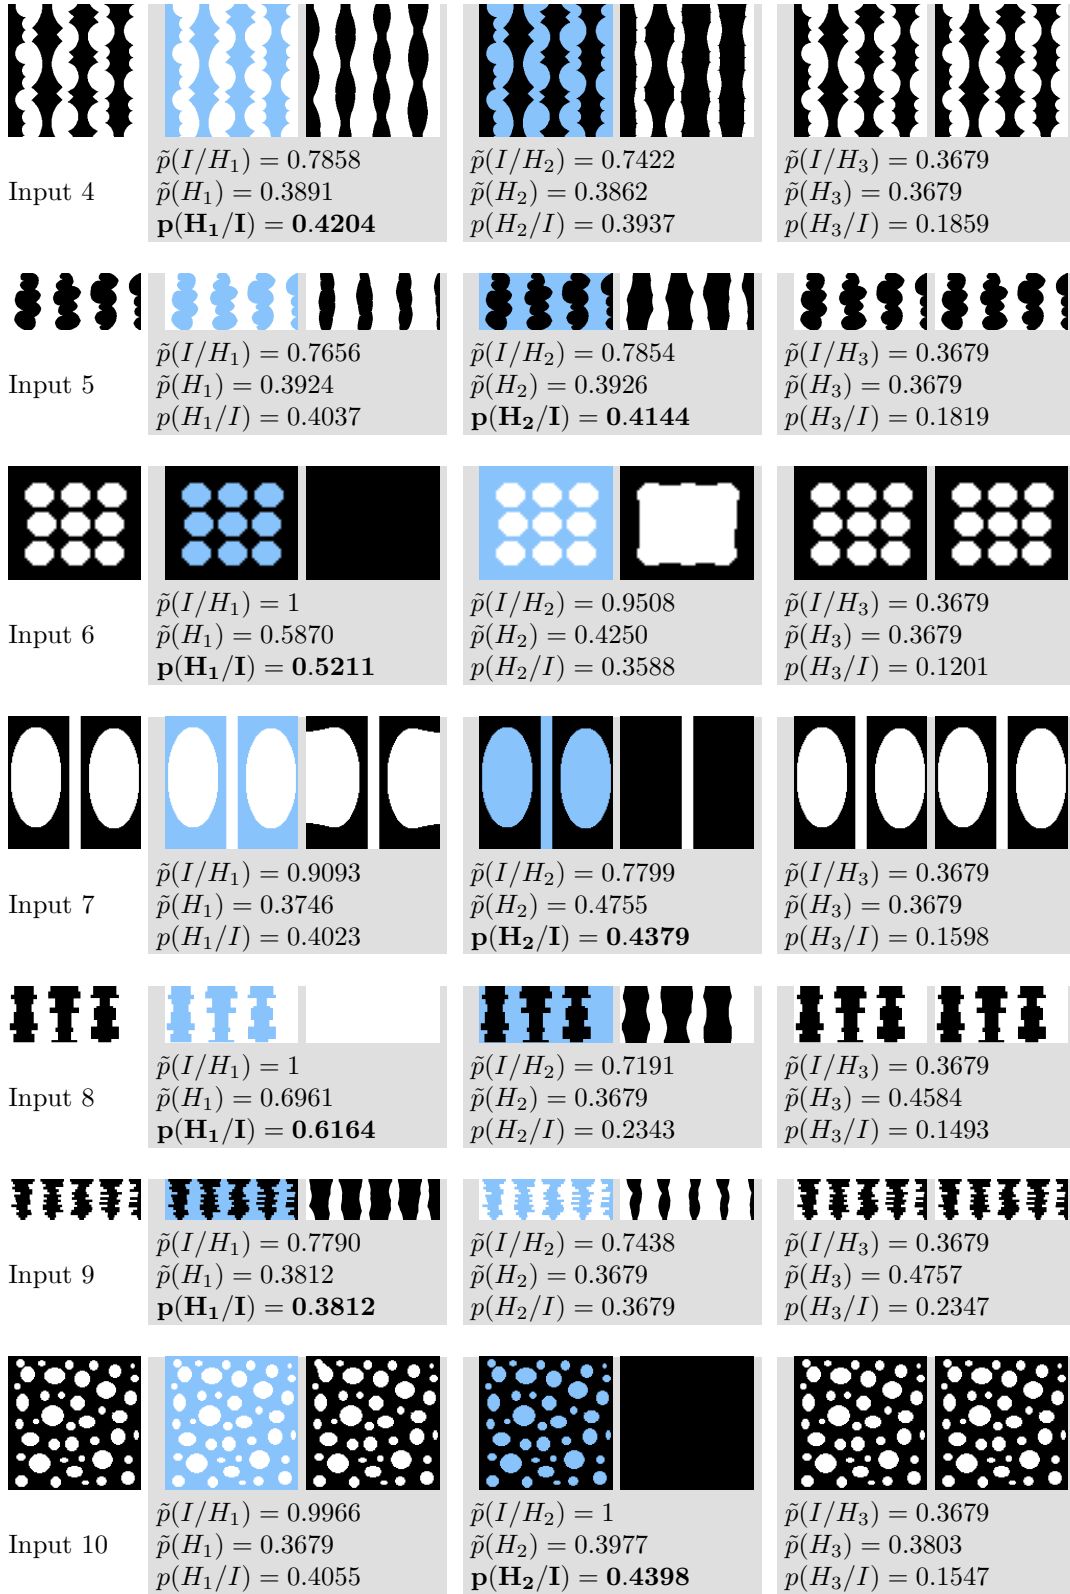 p̃(I/H₁) = 0.7858
p̃(I/H₂) = 0.7422
p̃(I/H₃) = 0.3679
Input 4
p̃(H₁) = 0.3891
p̃(H₂) = 0.3862
p̃(H₃) = 0.3679
p(H₁/I) = 0.4204
p(H₂/I) = 0.3937
p(H₃/I) = 0.1859
p̃(I/H₁) = 0.7656
p̃(I/H₂) = 0.7854
p̃(I/H₃) = 0.3679
Input 5
p̃(H₁) = 0.3924
p̃(H₂) = 0.3926
p̃(H₃) = 0.3679
p(H₁/I) = 0.4037
p(H₂/I) = 0.4144
p(H₃/I) = 0.1819
p̃(I/H₁) = 1
p̃(I/H₂) = 0.9508
p̃(I/H₃) = 0.3679
Input 6
p̃(H₁) = 0.5870
p̃(H₂) = 0.4250
p̃(H₃) = 0.3679
p(H₁/I) = 0.5211
p(H₂/I) = 0.3588
p(H₃/I) = 0.1201
p̃(I/H₁) = 0.9093
p̃(I/H₂) = 0.7799
p̃(I/H₃) = 0.3679
Input 7
p̃(H₁) = 0.3746
p̃(H₂) = 0.4755
p̃(H₃) = 0.3679
p(H₁/I) = 0.4023
p(H₂/I) = 0.4379
p(H₃/I) = 0.1598
p̃(I/H₁) = 1
p̃(I/H₂) = 0.7191
p̃(I/H₃) = 0.3679
Input 8
p̃(H₁) = 0.6961
p̃(H₂) = 0.3679
p̃(H₃) = 0.4584
p(H₁/I) = 0.6164
p(H₂/I) = 0.2343
p(H₃/I) = 0.1493
p̃(I/H₁) = 0.7790
p̃(I/H₂) = 0.7438
p̃(I/H₃) = 0.3679
Input 9
p̃(H₁) = 0.3812
p̃(H₂) = 0.3679
p̃(H₃) = 0.4757
p(H₁/I) = 0.3812
p(H₂/I) = 0.3679
p(H₃/I) = 0.2347
p̃(I/H₁) = 0.9966
p̃(I/H₂) = 1
p̃(I/H₃) = 0.3679
Input 10
p̃(H₁) = 0.3679
p̃(H₂) = 0.3977
p̃(H₃) = 0.3803
p(H₁/I) = 0.4055
p(H₂/I) = 0.4398
p(H₃/I) = 0.1547